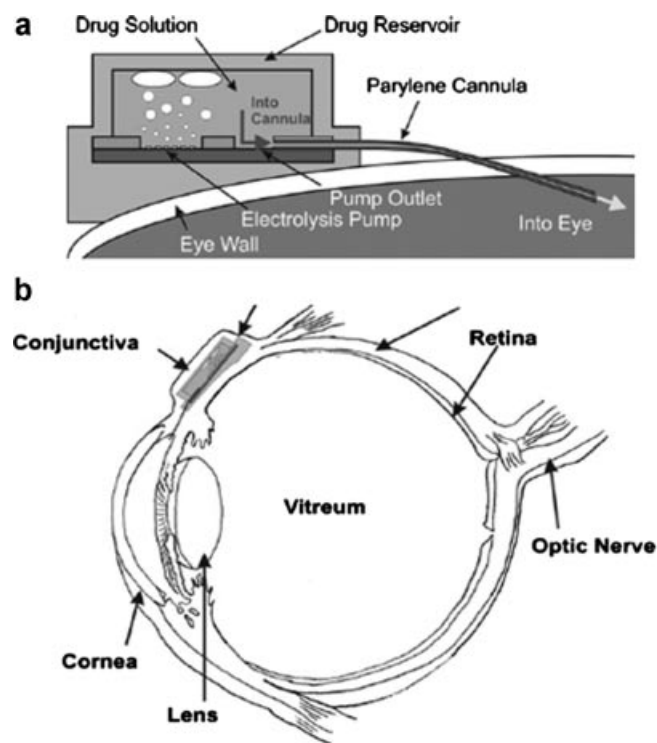 a
Drug Solution
Drug Reservoir
Into
Cannula
Parylene Cannula
Pump Outlet
Electrolysis Pump
Eye Wall
Into Eye
b
Conjunctiva
Retina
Vitreum
Optic Nerve
Cornea
Lens